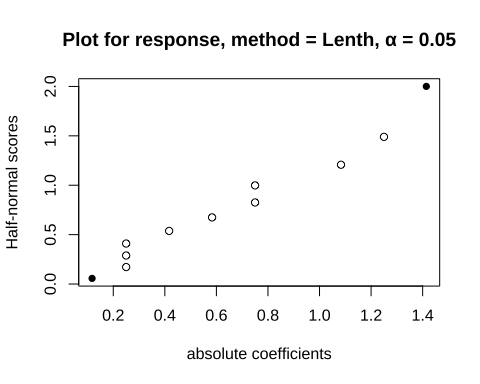 Plot for response, method = Lenth, α = 0.05
Half-normal scores
2.0
1.5
1.0
0.5
0.0
0.2 0.4 0.6 0.8 1.0 1.2 1.4
absolute coefficients